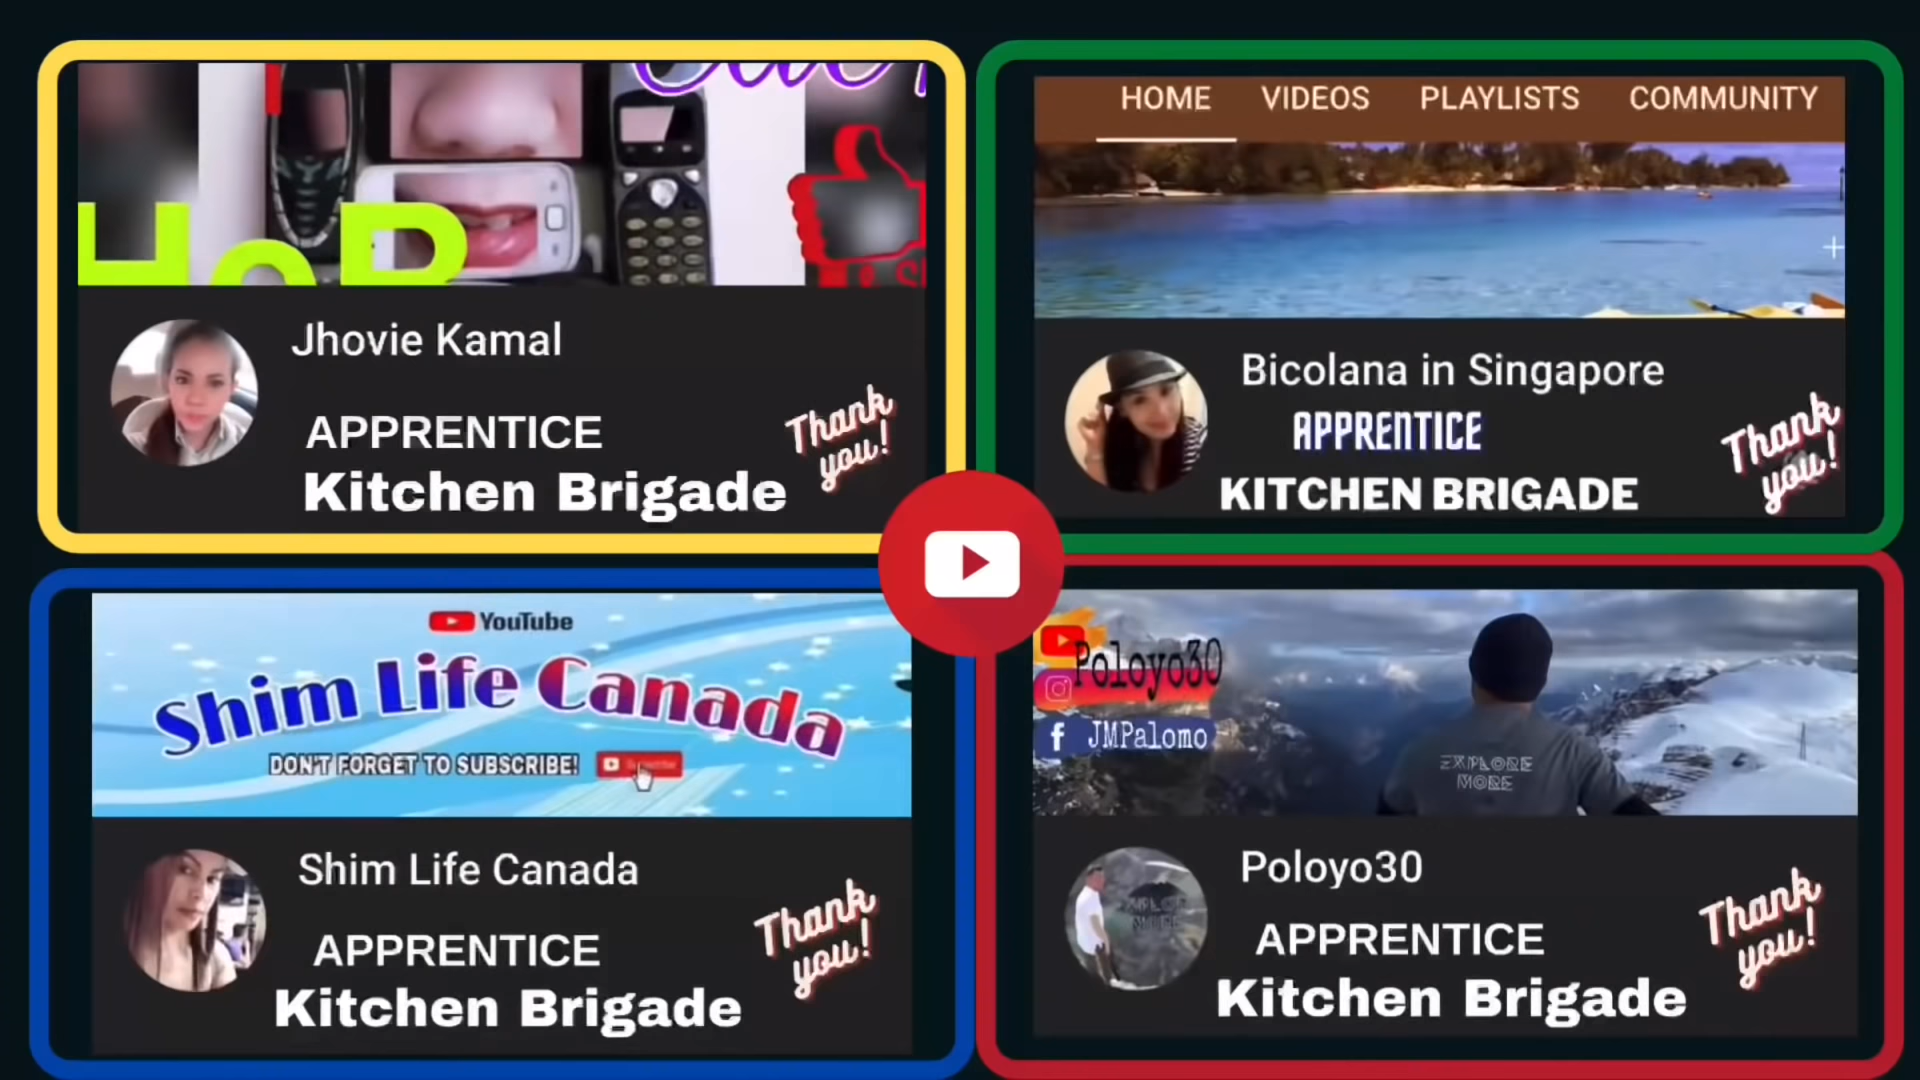 HOR
Jhovie Kamal
APPRENTICE
Kitchen Brigade
Thank
you!
HOME VIDEOS PLAYLISTS COMMUNITY
Bicolana in Singapore
APPRENTICE
KITCHEN BRIGADE
Thank
you!
YouTube
Shim Life Canada
DON'T FORGET TO SUBSCRIBE!
Shim Life Canada
APPRENTICE
Kitchen Brigade
Thank
you!
Poloyo30
JMPalomo
EXPLORE
MORE
Poloyo30
APPRENTICE
Kitchen Brigade
Thank
you!